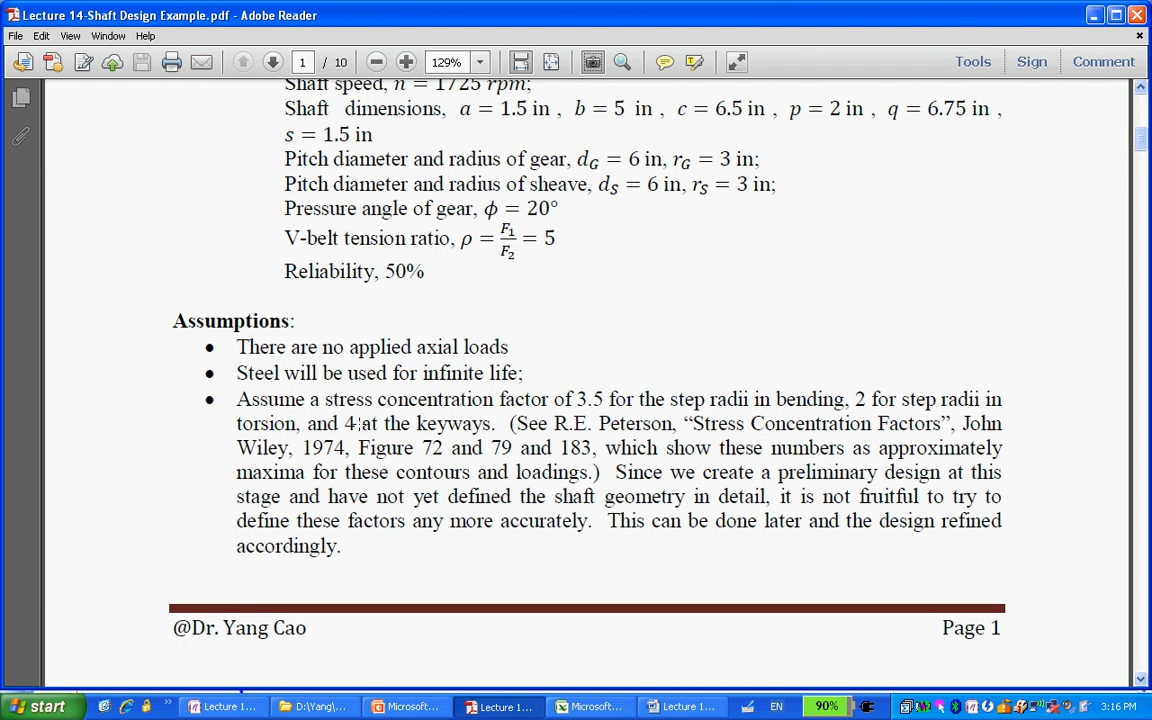 Lecture 14-Shaft Design Example.pdf - Adobe Reader
File Edit View Window Help
1 / 10 129% Tools Sign Comment
Shaft speed, n = 1725 rpm;
Shaft dimensions, a = 1.5 in , b = 5 in , c = 6.5 in , p = 2 in , q = 6.75 in ,
s = 1.5 in
Pitch diameter and radius of gear, d_G = 6 in, r_G = 3 in;
Pitch diameter and radius of sheave, d_S = 6 in, r_S = 3 in;
Pressure angle of gear, ϕ = 20°
V-belt tension ratio, ρ = F₁/F₂ = 5
Reliability, 50%
Assumptions:
• There are no applied axial loads
• Steel will be used for infinite life;
• Assume a stress concentration factor of 3.5 for the step radii in bending, 2 for step radii in
torsion, and 4 at the keyways. (See R.E. Peterson, “Stress Concentration Factors”, John
Wiley, 1974, Figure 72 and 79 and 183, which show these numbers as approximately
maxima for these contours and loadings.) Since we create a preliminary design at this
stage and have not yet defined the shaft geometry in detail, it is not fruitful to try to
define these factors any more accurately. This can be done later and the design refined
accordingly.
@Dr. Yang Cao Page 1
start Lecture 1... D:\Yang\... Microsoft... Lecture 1... Microsoft... Lecture 1... EN 90% 3:16 PM